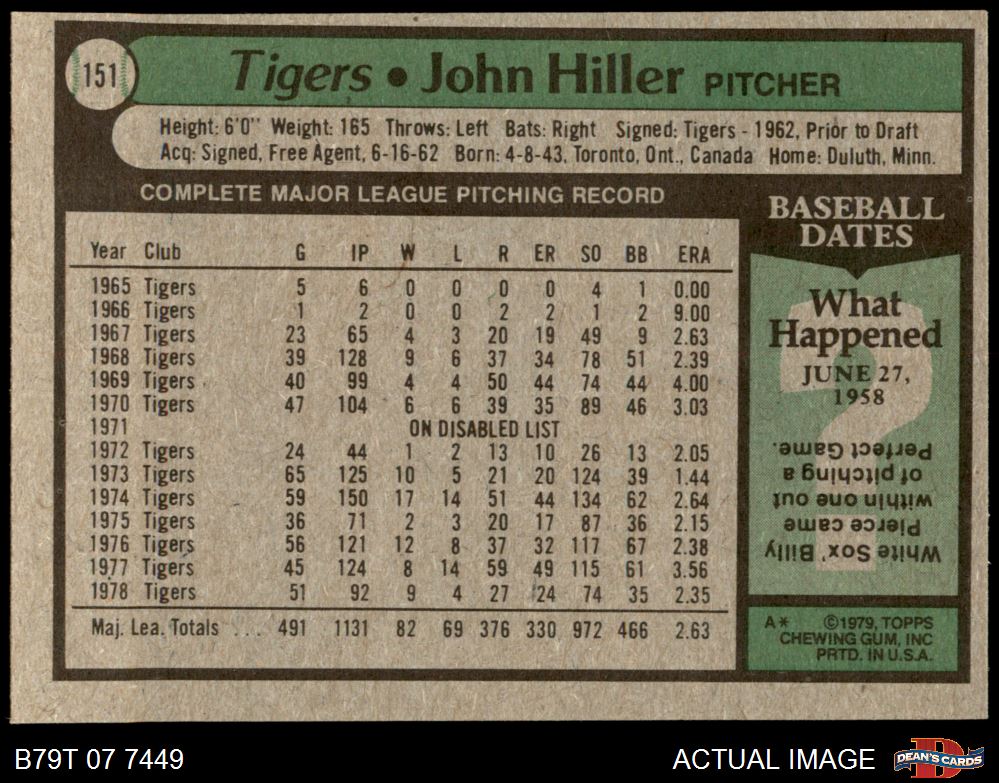 151
Tigers • John Hiller PITCHER
Height: 6'0" Weight: 165 Throws: Left Bats: Right Signed: Tigers - 1962, Prior to Draft
Acq: Signed, Free Agent, 6-16-62 Born: 4-8-43, Toronto, Ont., Canada Home: Duluth, Minn.
COMPLETE MAJOR LEAGUE PITCHING RECORD
Year Club G IP W L R ER SO BB ERA
1965 Tigers 5 6 0 0 0 0 4 1 0.00
1966 Tigers 1 2 0 0 2 2 1 2 9.00
1967 Tigers 23 65 4 3 20 19 49 9 2.63
1968 Tigers 39 128 9 6 37 34 78 51 2.39
1969 Tigers 40 99 4 4 50 44 74 44 4.00
1970 Tigers 47 104 6 6 39 35 89 46 3.03
1971 ON DISABLED LIST
1972 Tigers 24 44 1 2 13 10 26 13 2.05
1973 Tigers 65 125 10 5 21 20 124 39 1.44
1974 Tigers 59 150 17 14 51 44 134 62 2.64
1975 Tigers 36 71 2 3 20 17 87 36 2.15
1976 Tigers 56 121 12 8 37 32 117 67 2.38
1977 Tigers 45 124 8 14 59 49 115 61 3.56
1978 Tigers 51 92 9 4 27 24 74 35 2.35
Maj. Lea. Totals ... 491 1131 82 69 376 330 972 466 2.63
BASEBALL
DATES
What
Happened
JUNE 27,
1958
?
White Sox' Billy
Pierce came
within one out
of pitching a
Perfect Game.
A* ©1979, TOPPS
CHEWING GUM, INC
PRTD. IN U.S.A.
B79T 07 7449
ACTUAL IMAGE
D
DEAN'S CARDS